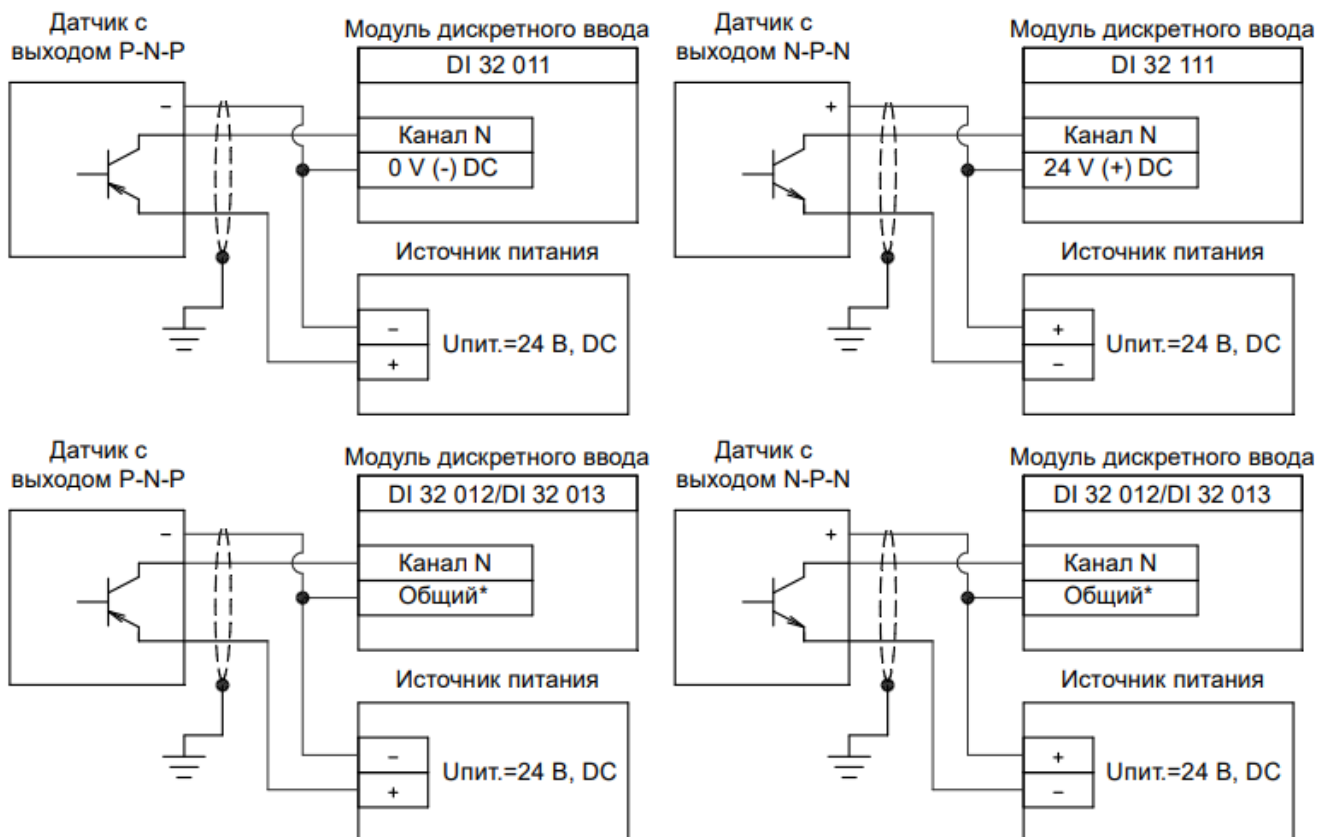 Датчик с
выходом P-N-P
Модуль дискретного ввода
DI 32 011
−
Канал N
0 V (-) DC
Источник питания
−
+
Uпит.=24 В, DC
Датчик с
выходом N-P-N
Модуль дискретного ввода
DI 32 111
+
Канал N
24 V (+) DC
Источник питания
+
−
Uпит.=24 В, DC
Датчик с
выходом P-N-P
Модуль дискретного ввода
DI 32 012/DI 32 013
−
Канал N
Общий*
Источник питания
−
+
Uпит.=24 В, DC
Датчик с
выходом N-P-N
Модуль дискретного ввода
DI 32 012/DI 32 013
+
Канал N
Общий*
Источник питания
+
−
Uпит.=24 В, DC